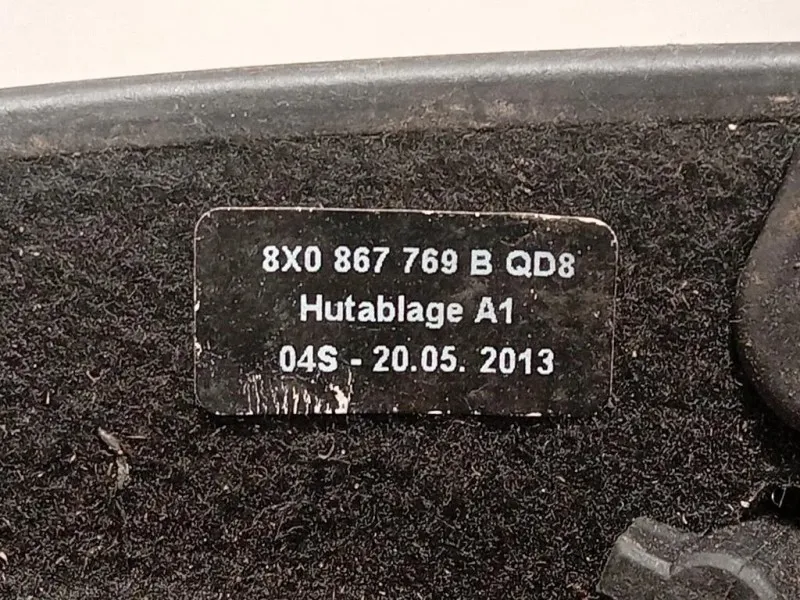 8X0 867 769 B QD8
Hutablage A1
04S - 20.05. 2013